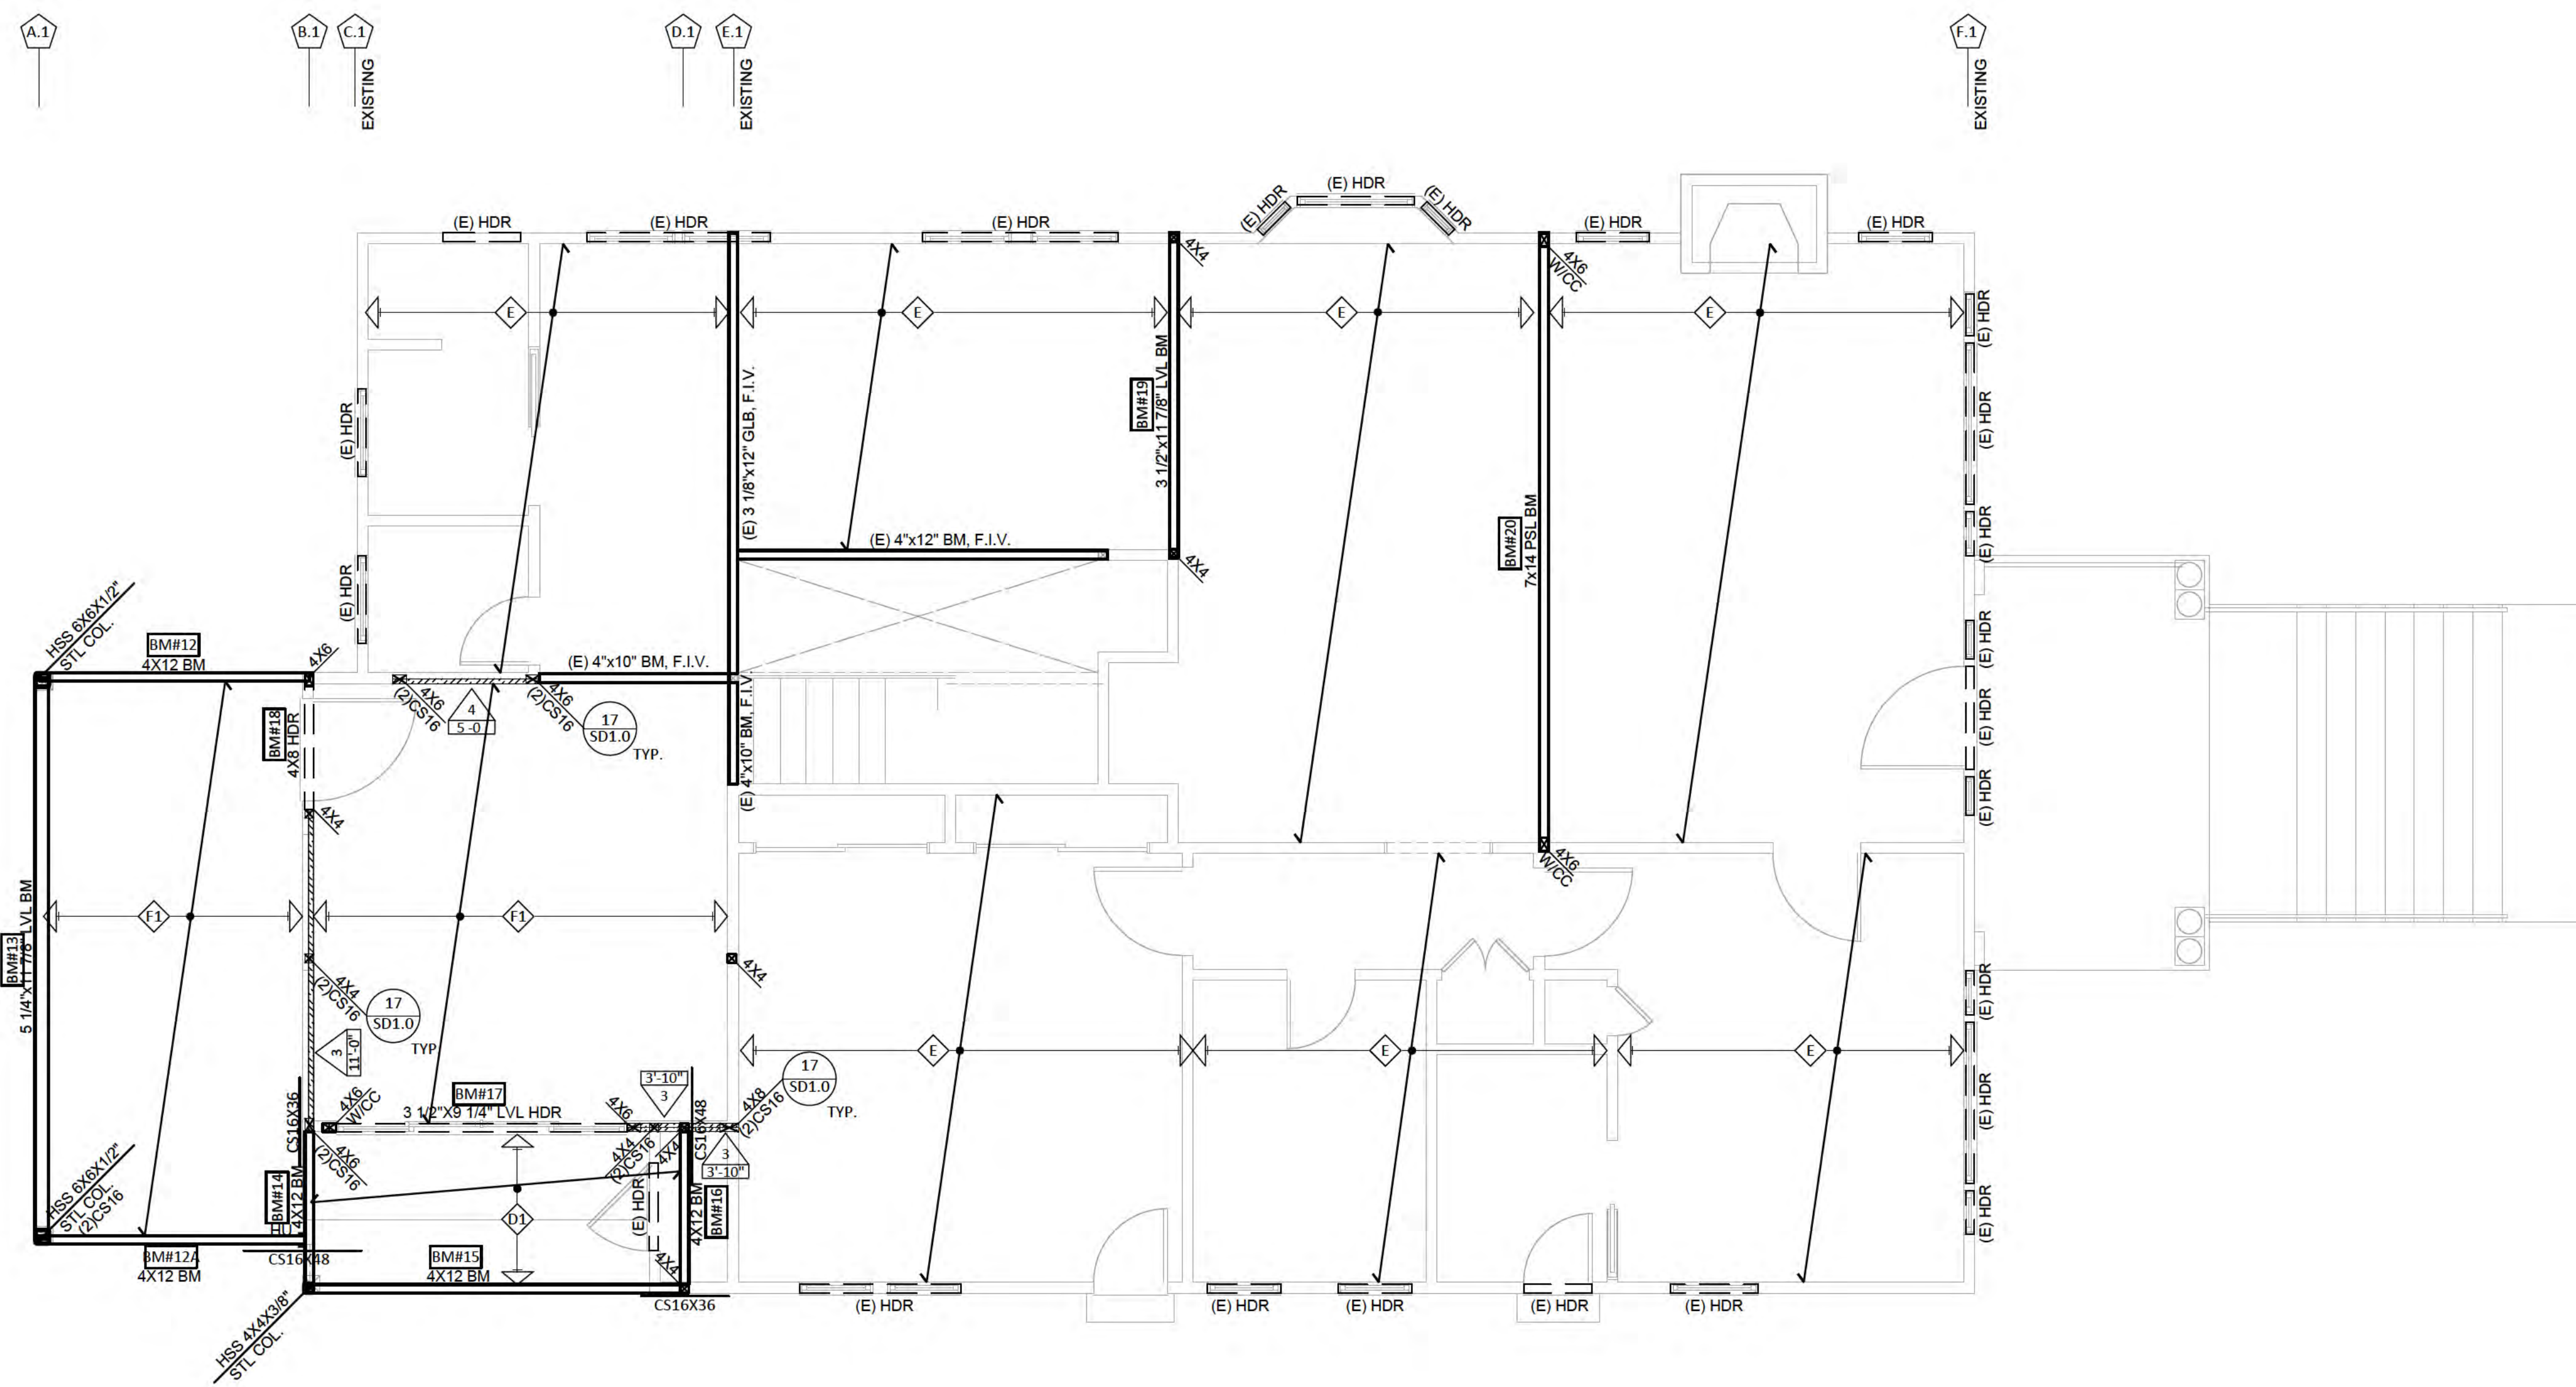 A.1
B.1
C.1
D.1
E.1
F.1
EXISTING
EXISTING
EXISTING
(E) HDR
(E) HDR
(E) HDR
(E) HDR
(E) HDR
(E) HDR
(E) HDR
(E) HDR
4X4
4X6
W/CC
E
E
E
E
(E) HDR
(E) HDR
(E) HDR
(E) HDR
(E) HDR
(E) 3 1/8"x12" GLB, F.I.V.
BM#19
3 1/2"x11 7/8" LVL BM
BM#20
7x14 PSL BM
(E) 4"x12" BM, F.I.V.
4X4
HSS 6X6X1/2"
STL COL.
BM#12
4X12 BM
4X6
(E) 4"x10" BM, F.I.V.
(E) HDR
(E) HDR
(E) HDR
BM#18
4X8 HDR
4X6
(2)CS16
4
5 -0
4X6
(2)CS16
17
SD1.0
TYP.
(E) 4"x10" BM, F.I.V.
4X4
4X6
W/CC
BM#13
5 1/4"x11 7/8" LVL BM
F1
F1
4X4
4X4
(2)CS16
17
SD1.0
TYP
3
11'-0"
E
E
E
(E) HDR
(E) HDR
(E) HDR
CS16X36
4X6
W/CC
BM#17
3 1/2"X9 1/4" LVL HDR
3'-10"
3
4X6
CS16X48
4X8
(2)CS16
17
SD1.0
TYP.
4X6
(2)CS16
4X4
(2)CS16
4X4
3
3'-10"
HSS 6X6X1/2"
STL COL.
(2)CS16
BM#14
4X12 BM
HU
D1
(E) HDR
4X12 BM
BM#16
BM#12A
4X12 BM
CS16X48
BM#15
4X12 BM
4X4
CS16X36
HSS 4X4X3/8"
STL COL.
(E) HDR
(E) HDR
(E) HDR
(E) HDR
(E) HDR